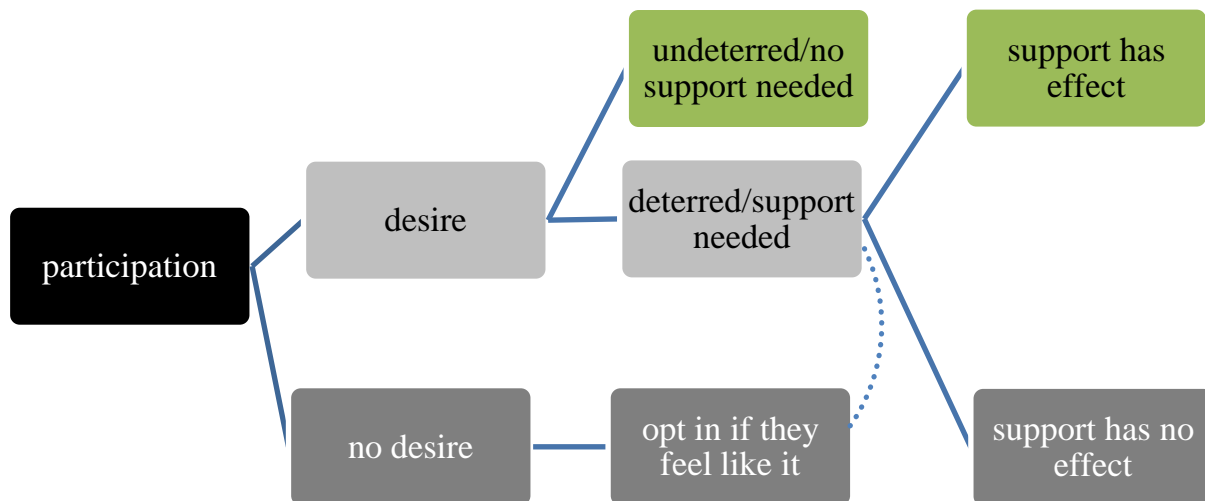 undeterred/no
support needed
support has
effect
desire
deterred/support
needed
participation
no desire
opt in if they
feel like it
support has no
effect